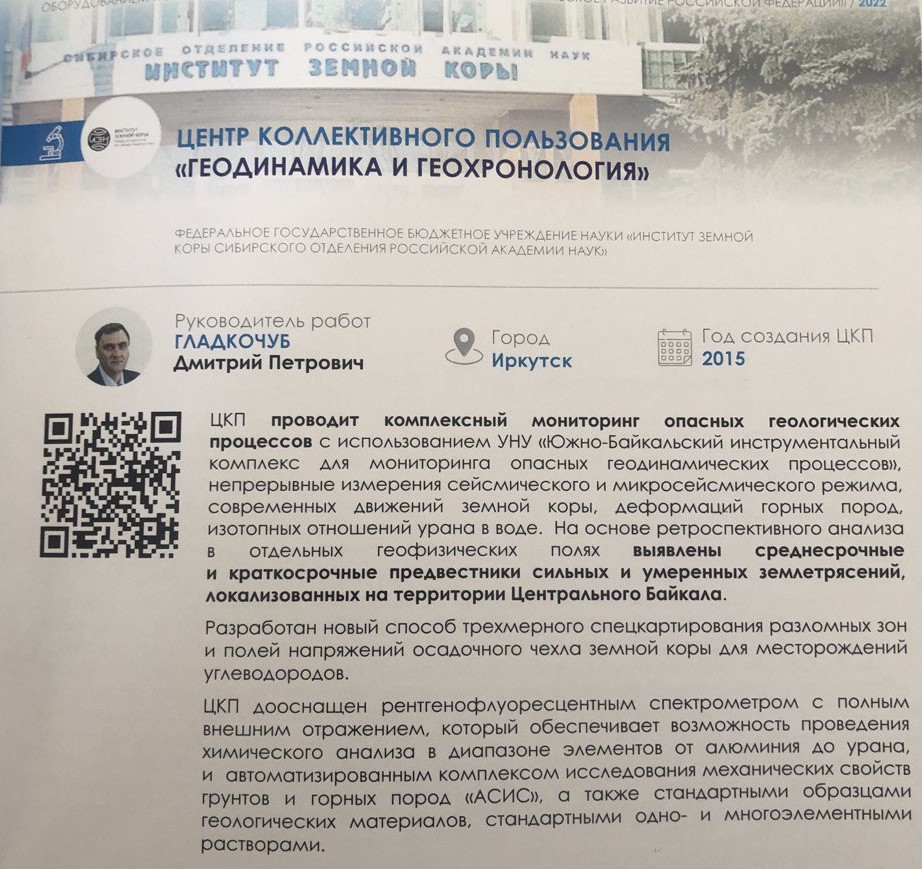 РАЗВИТИЕ РОССИЙСКОЙ ФЕДЕРАЦИИ» / 2022
СИБИРСКОЕ ОТДЕЛЕНИЕ РОССИЙСКОЙ АКАДЕМИИ НАУК
ИНСТИТУТ ЗЕМНОЙ КОРЫ
ИНСТИТУТ
ЗЕМНОЙ КОРЫ
ЦЕНТР КОЛЛЕКТИВНОГО ПОЛЬЗОВАНИЯ
«ГЕОДИНАМИКА И ГЕОХРОНОЛОГИЯ»
ФЕДЕРАЛЬНОЕ ГОСУДАРСТВЕННОЕ БЮДЖЕТНОЕ УЧРЕЖДЕНИЕ НАУКИ «ИНСТИТУТ ЗЕМНОЙ
КОРЫ СИБИРСКОГО ОТДЕЛЕНИЯ РОССИЙСКОЙ АКАДЕМИИ НАУК»
Руководитель работ
ГЛАДКОЧУБ
Дмитрий Петрович
Город
Иркутск
Год создания ЦКП
2015
ЦКП проводит комплексный мониторинг опасных геологических
процессов с использованием УНУ «Южно-Байкальский инструментальный
комплекс для мониторинга опасных геодинамических процессов»,
непрерывные измерения сейсмического и микросейсмического режима,
современных движений земной коры, деформаций горных пород,
изотопных отношений урана в воде. На основе ретроспективного анализа
в отдельных геофизических полях выявлены среднесрочные
и краткосрочные предвестники сильных и умеренных землетрясений,
локализованных на территории Центрального Байкала.
Разработан новый способ трехмерного спецкартирования разломных зон
и полей напряжений осадочного чехла земной коры для месторождений
углеводородов.
ЦКП дооснащен рентгенофлуоресцентным спектрометром с полным
внешним отражением, который обеспечивает возможность проведения
химического анализа в диапазоне элементов от алюминия до урана,
и автоматизированным комплексом исследования механических свойств
грунтов и горных пород «АСИС», а также стандартными образцами
геологических материалов, стандартными одно- и многоэлементными
растворами.